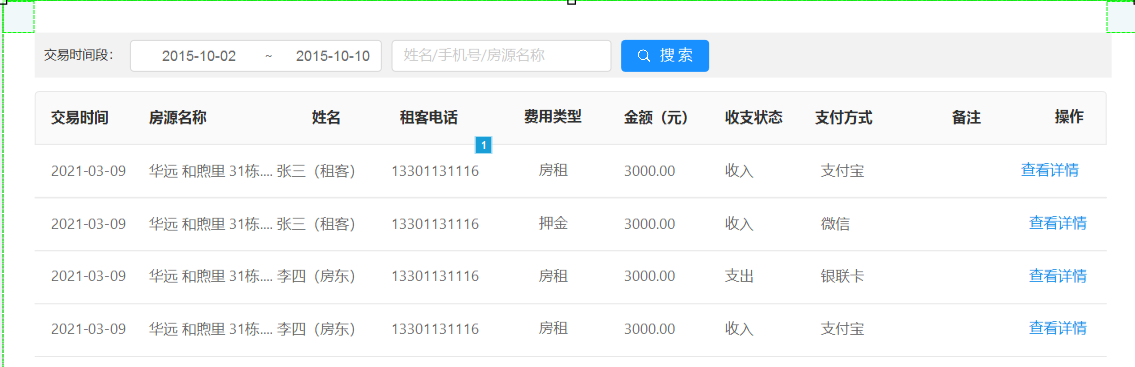 交易时间段： 2015-10-02 ~ 2015-10-10 姓名/手机号/房源名称 搜 索
交易时间 房源名称 姓名 租客电话 费用类型 金额（元） 收支状态 支付方式 备注 操作
1
2021-03-09 华远 和煦里 31栋.... 张三（租客） 13301131116 房租 3000.00 收入 支付宝 查看详情
2021-03-09 华远 和煦里 31栋.... 张三（租客） 13301131116 押金 3000.00 收入 微信 查看详情
2021-03-09 华远 和煦里 31栋.... 李四（房东） 13301131116 房租 3000.00 支出 银联卡 查看详情
2021-03-09 华远 和煦里 31栋.... 李四（房东） 13301131116 房租 3000.00 收入 支付宝 查看详情